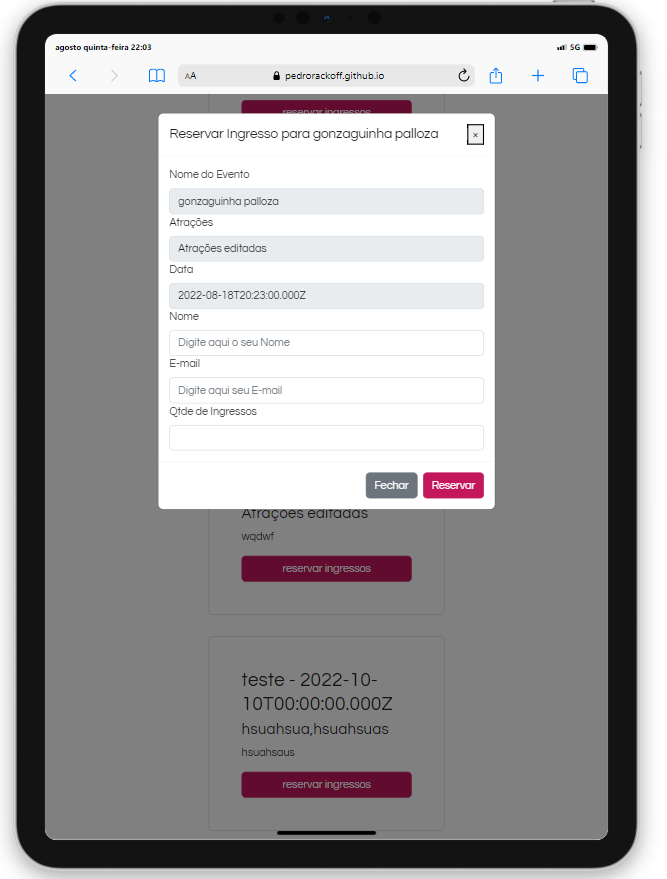 agosto quinta-feira 22:03
5G
AA
pedrorackoff.github.io
reservar ingressos
Reservar Ingresso para gonzaguinha palloza
×
Nome do Evento
gonzaguinha palloza
Atrações
Atrações editadas
Data
2022-08-18T20:23:00.000Z
Nome
Digite aqui o seu Nome
E-mail
Digite aqui seu E-mail
Qtde de Ingressos
Fechar
Reservar
Atrações editadas
wqdwf
reservar ingressos
teste - 2022-10-
10T00:00:00.000Z
hsuahsua,hsuahsuas
hsuahsaus
reservar ingressos